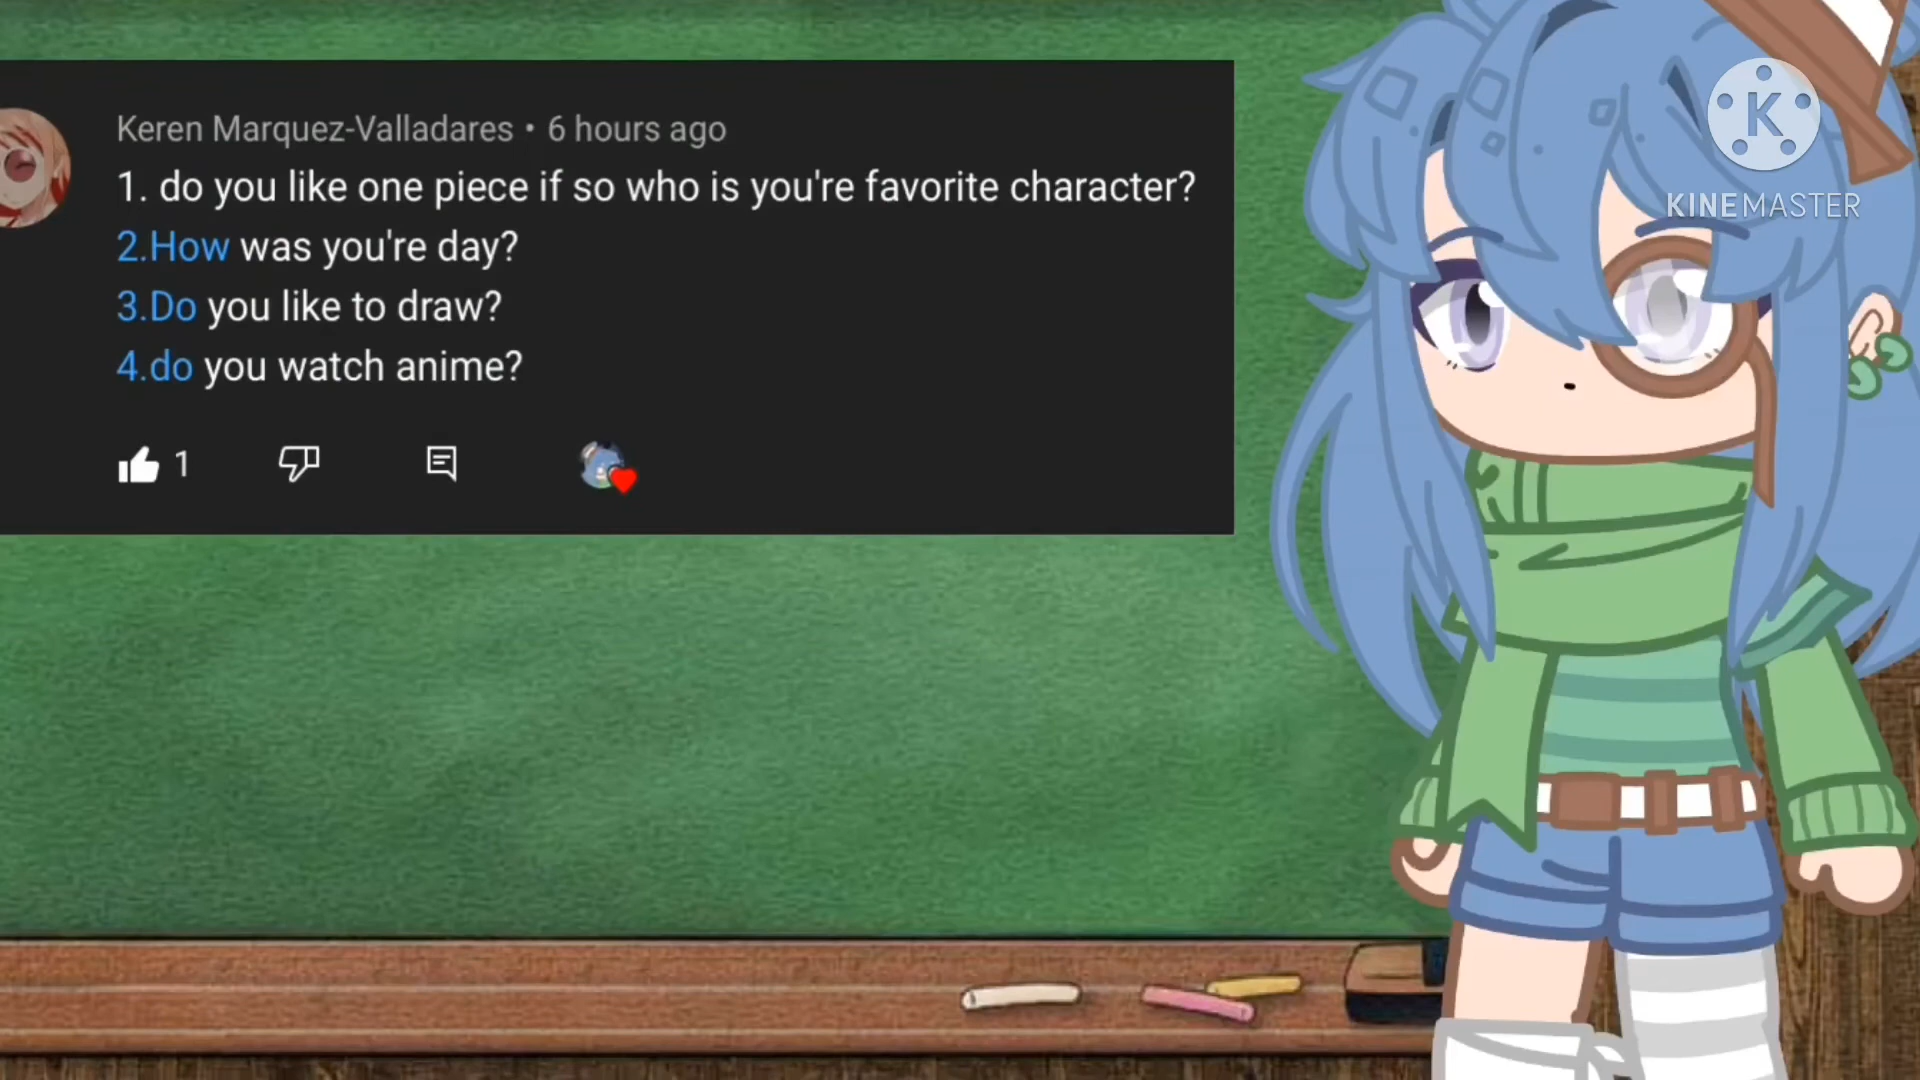 Keren Marquez-Valladares • 6 hours ago
1. do you like one piece if so who is you're favorite character?
2.How was you're day?
3.Do you like to draw?
4.do you watch anime?
1
K
KINEMASTER